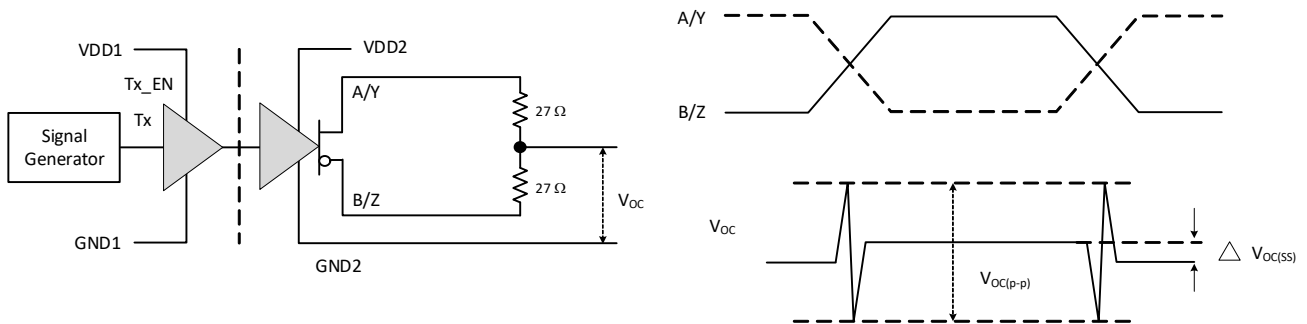 VDD1
VDD2
Tx_EN
A/Y
Tx
27 Ω
Signal
Generator
27 Ω
B/Z
VOC
GND1
GND2
A/Y
B/Z
VOC
△ VOC(SS)
VOC(p-p)